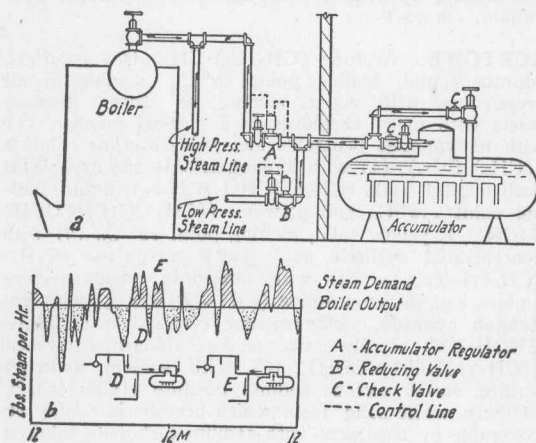 Boiler
High Press.
Steam Line
Low Press.
Steam Line
A
B
C
C
Accumulator
a
E
D
Steam Demand
Boiler Output
A - Accumulator Regulator
B - Reducing Valve
C - Check Valve
F - Control Line
lbs. Steam per Hr.
D
E
b
12
12 M
12